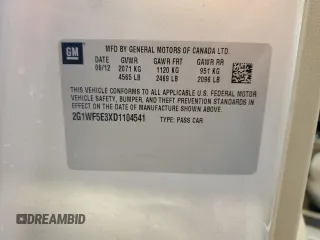 GM
MFD BY GENERAL MOTORS OF CANADA LTD.
DATE GVWR GAWR FRT GAWR RR
06/12 2071 KG 1120 KG 951 KG
4565 LB 2469 LB 2096 LB
THIS VEHICLE CONFORMS TO ALL APPLICABLE U.S. FEDERAL MOTOR
VEHICLE SAFETY, BUMPER, AND THEFT PREVENTION STANDARDS IN
EFFECT ON THE DATE OF MANUFACTURE SHOWN ABOVE.
2G1WF5E3XD1104541 TYPE: PASS CAR
DREAMBID